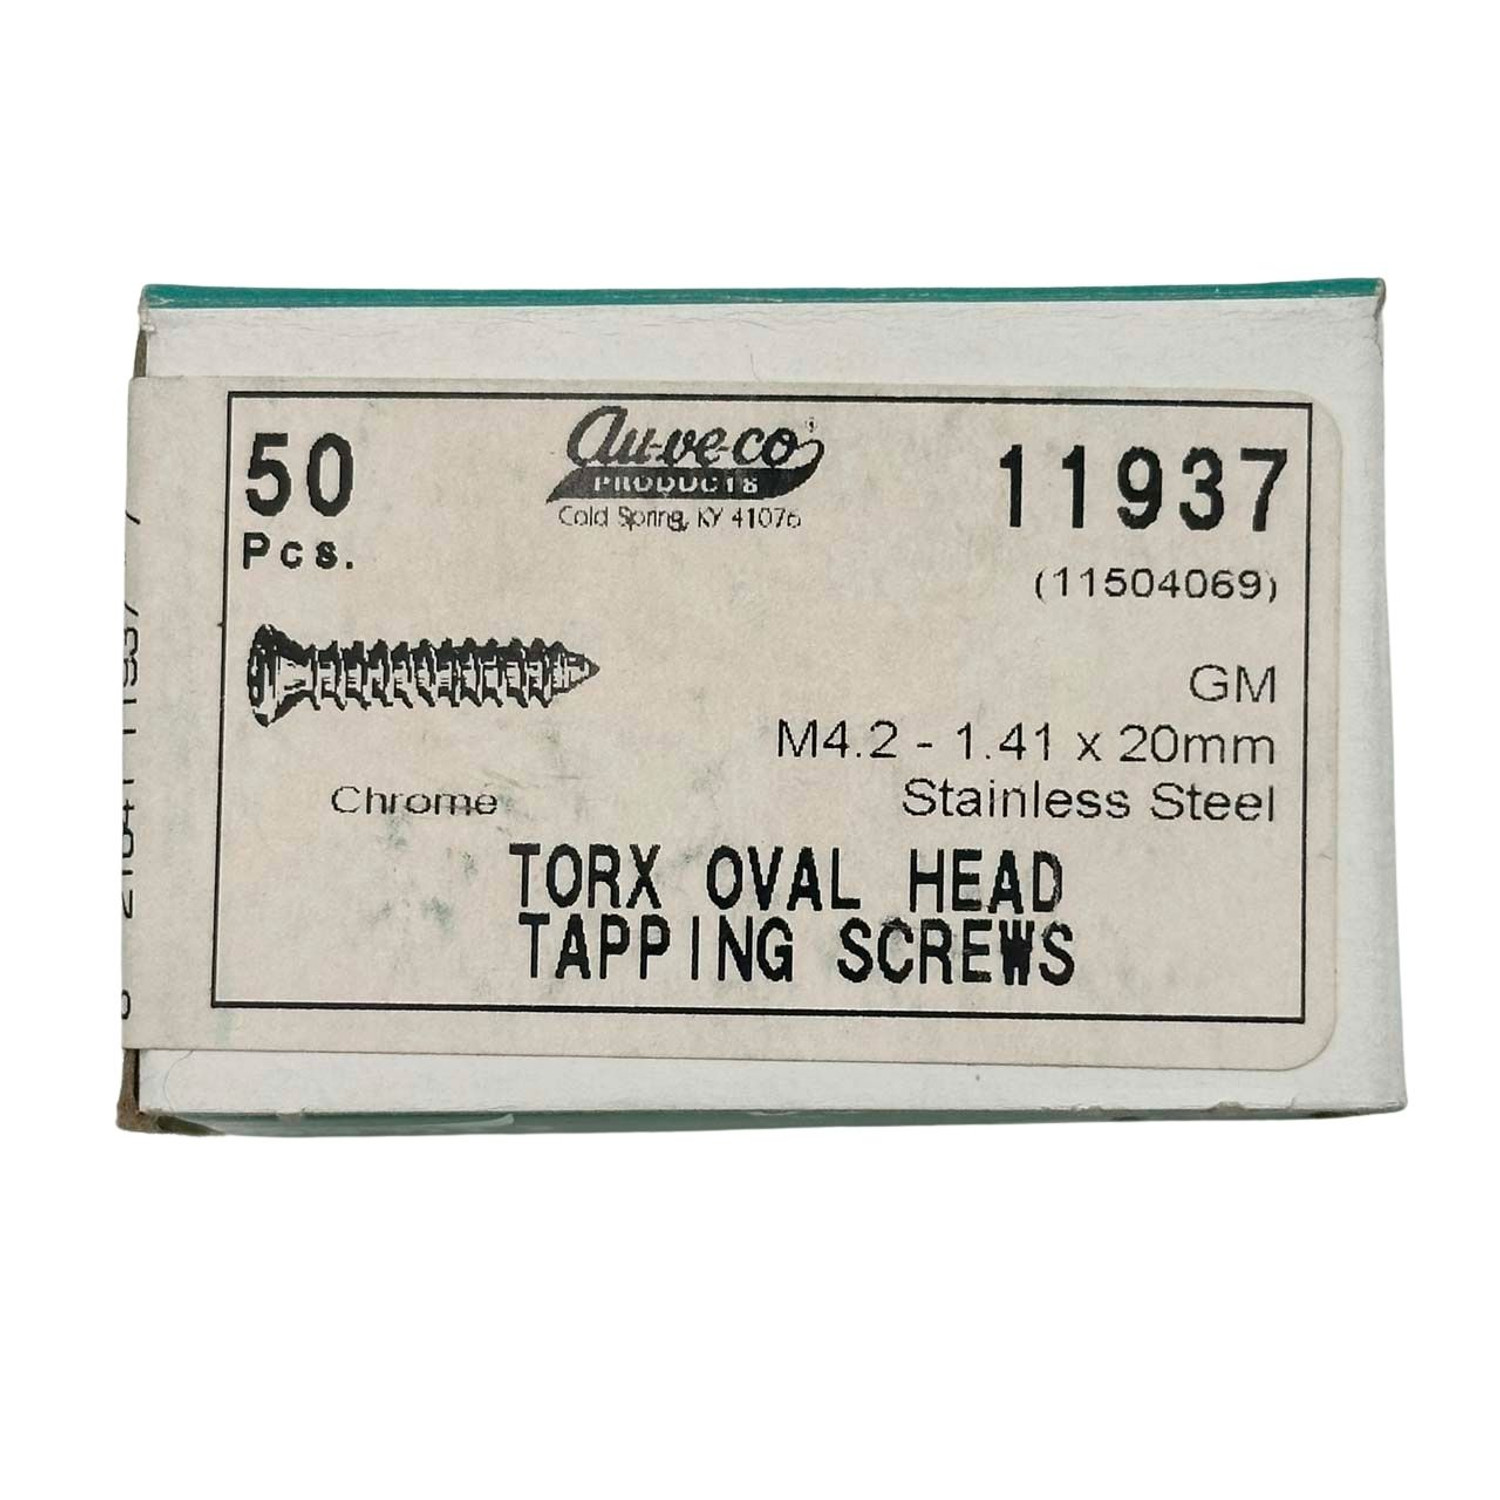 50
Pcs.
Au-ve-co®
PRODUCTS
Cold Spring, KY 41076
11937
(11504069)
GM
M4.2 - 1.41 x 20mm
Chrome
Stainless Steel
TORX OVAL HEAD
TAPPING SCREWS